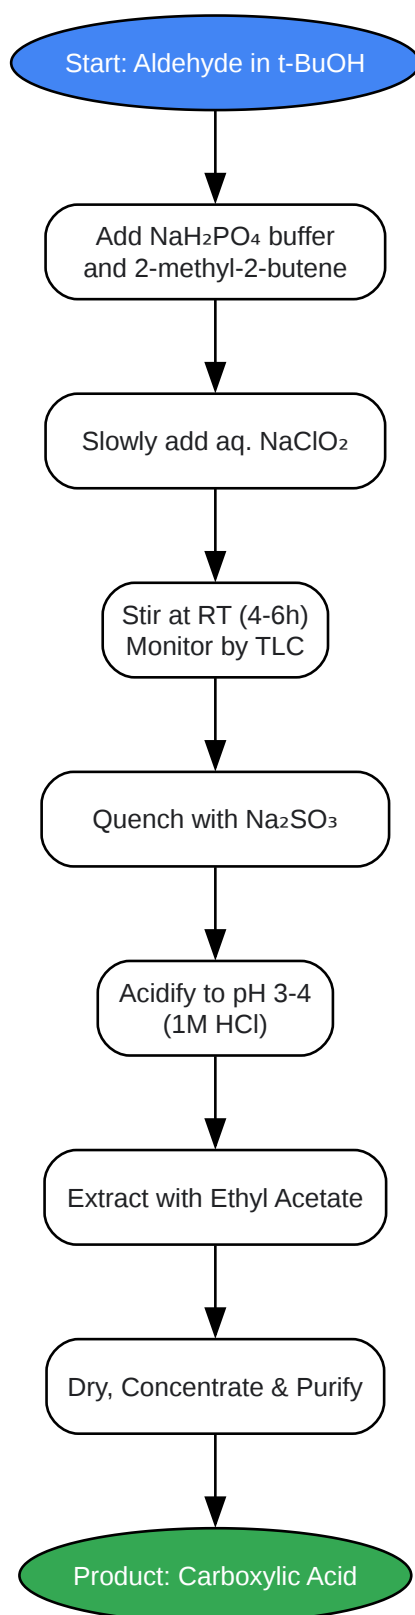 Start: Aldehyde in t-BuOH
Add NaH₂PO₄ buffer
and 2-methyl-2-butene
Slowly add aq. NaClO₂
Stir at RT (4-6h)
Monitor by TLC
Quench with Na₂SO₃
Acidify to pH 3-4
(1M HCl)
Extract with Ethyl Acetate
Dry, Concentrate & Purify
Product: Carboxylic Acid